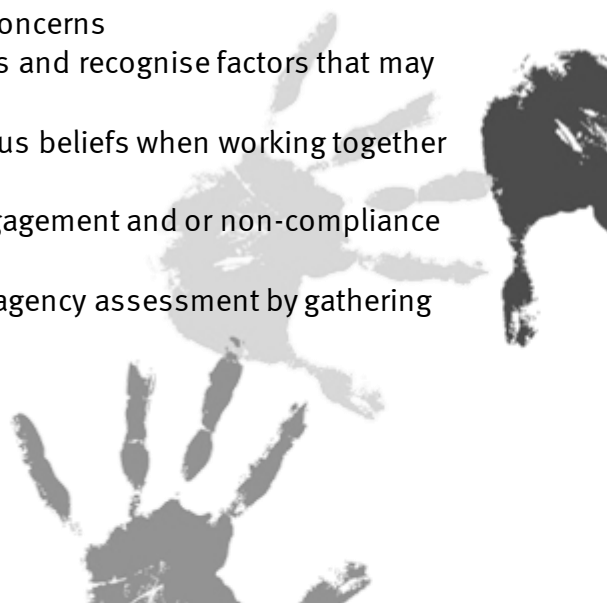 oncerns
s and recognise factors that may
us beliefs when working together
gagement and or non-compliance
agency assessment by gathering